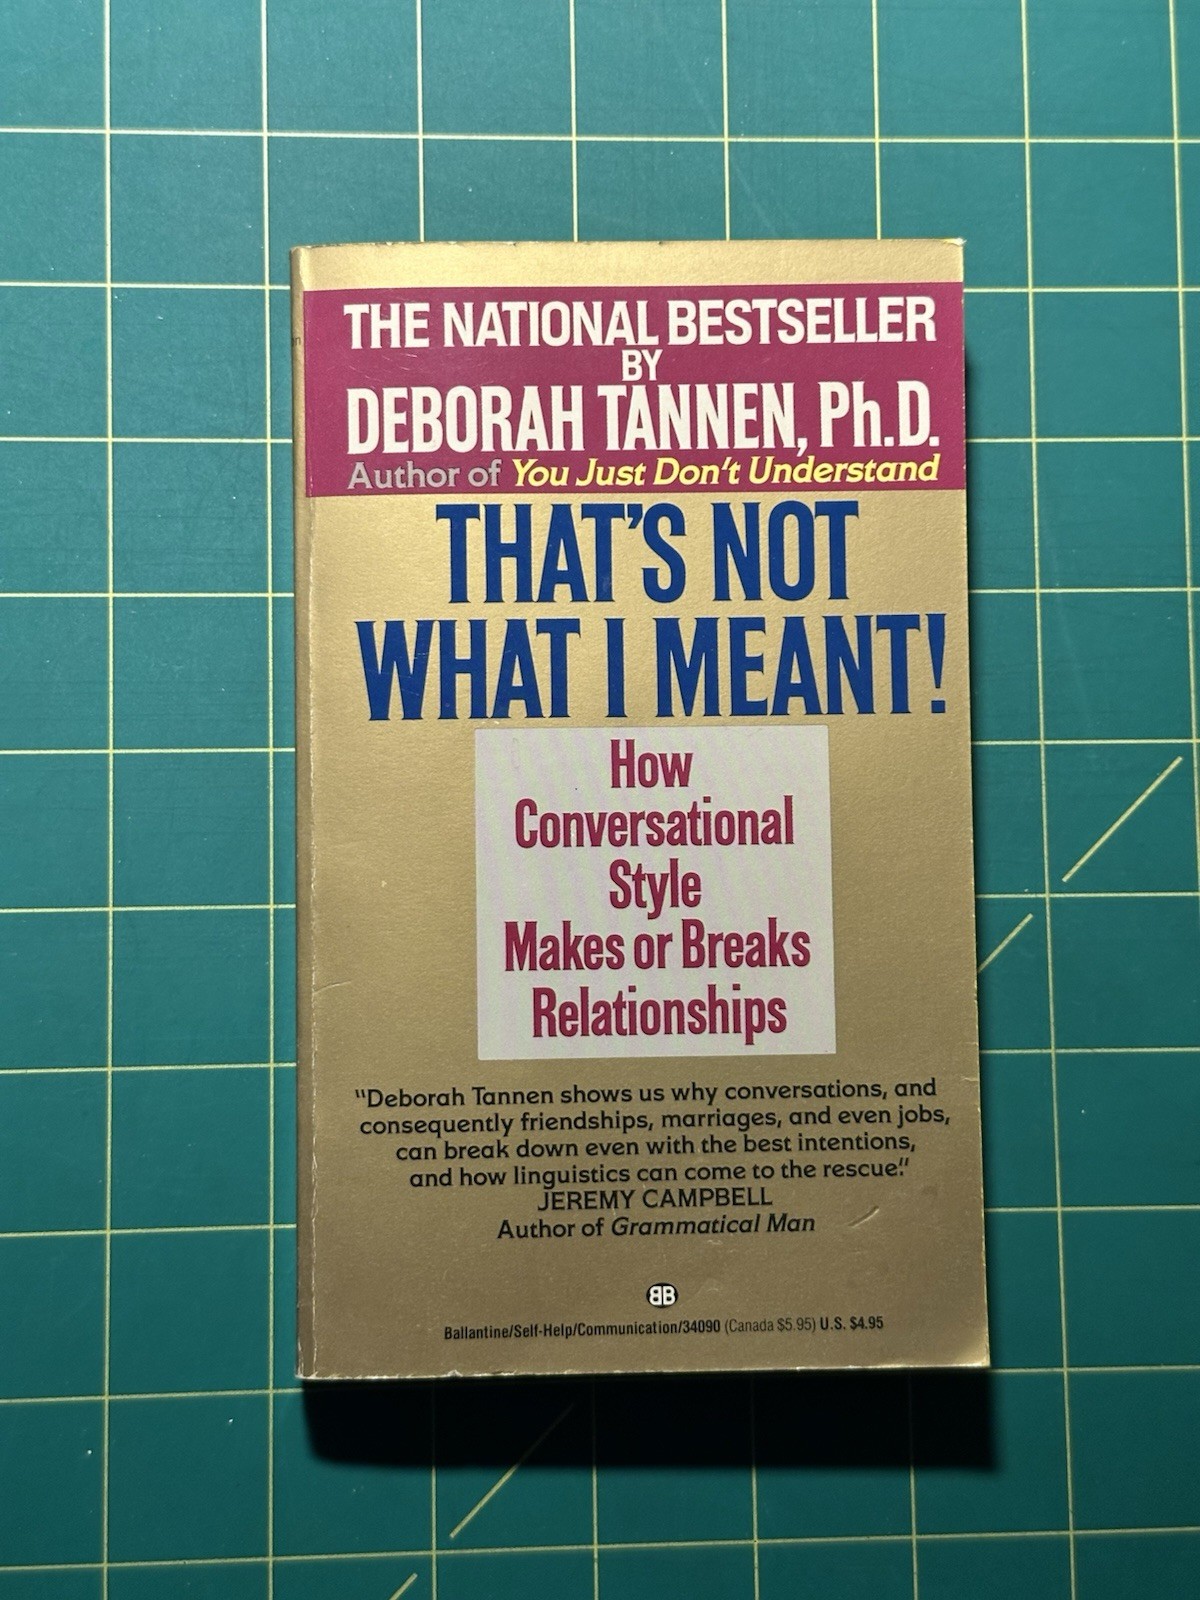 THE NATIONAL BESTSELLER
BY
DEBORAH TANNEN, Ph.D.
Author of You Just Don't Understand
THAT'S NOT
WHAT I MEANT!
How
Conversational
Style
Makes or Breaks
Relationships
"Deborah Tannen shows us why conversations, and
consequently friendships, marriages, and even jobs,
can break down even with the best intentions,
and how linguistics can come to the rescue."
JEREMY CAMPBELL
Author of Grammatical Man
BB
Ballantine/Self-Help/Communication/34090 (Canada $5.95) U.S. $4.95